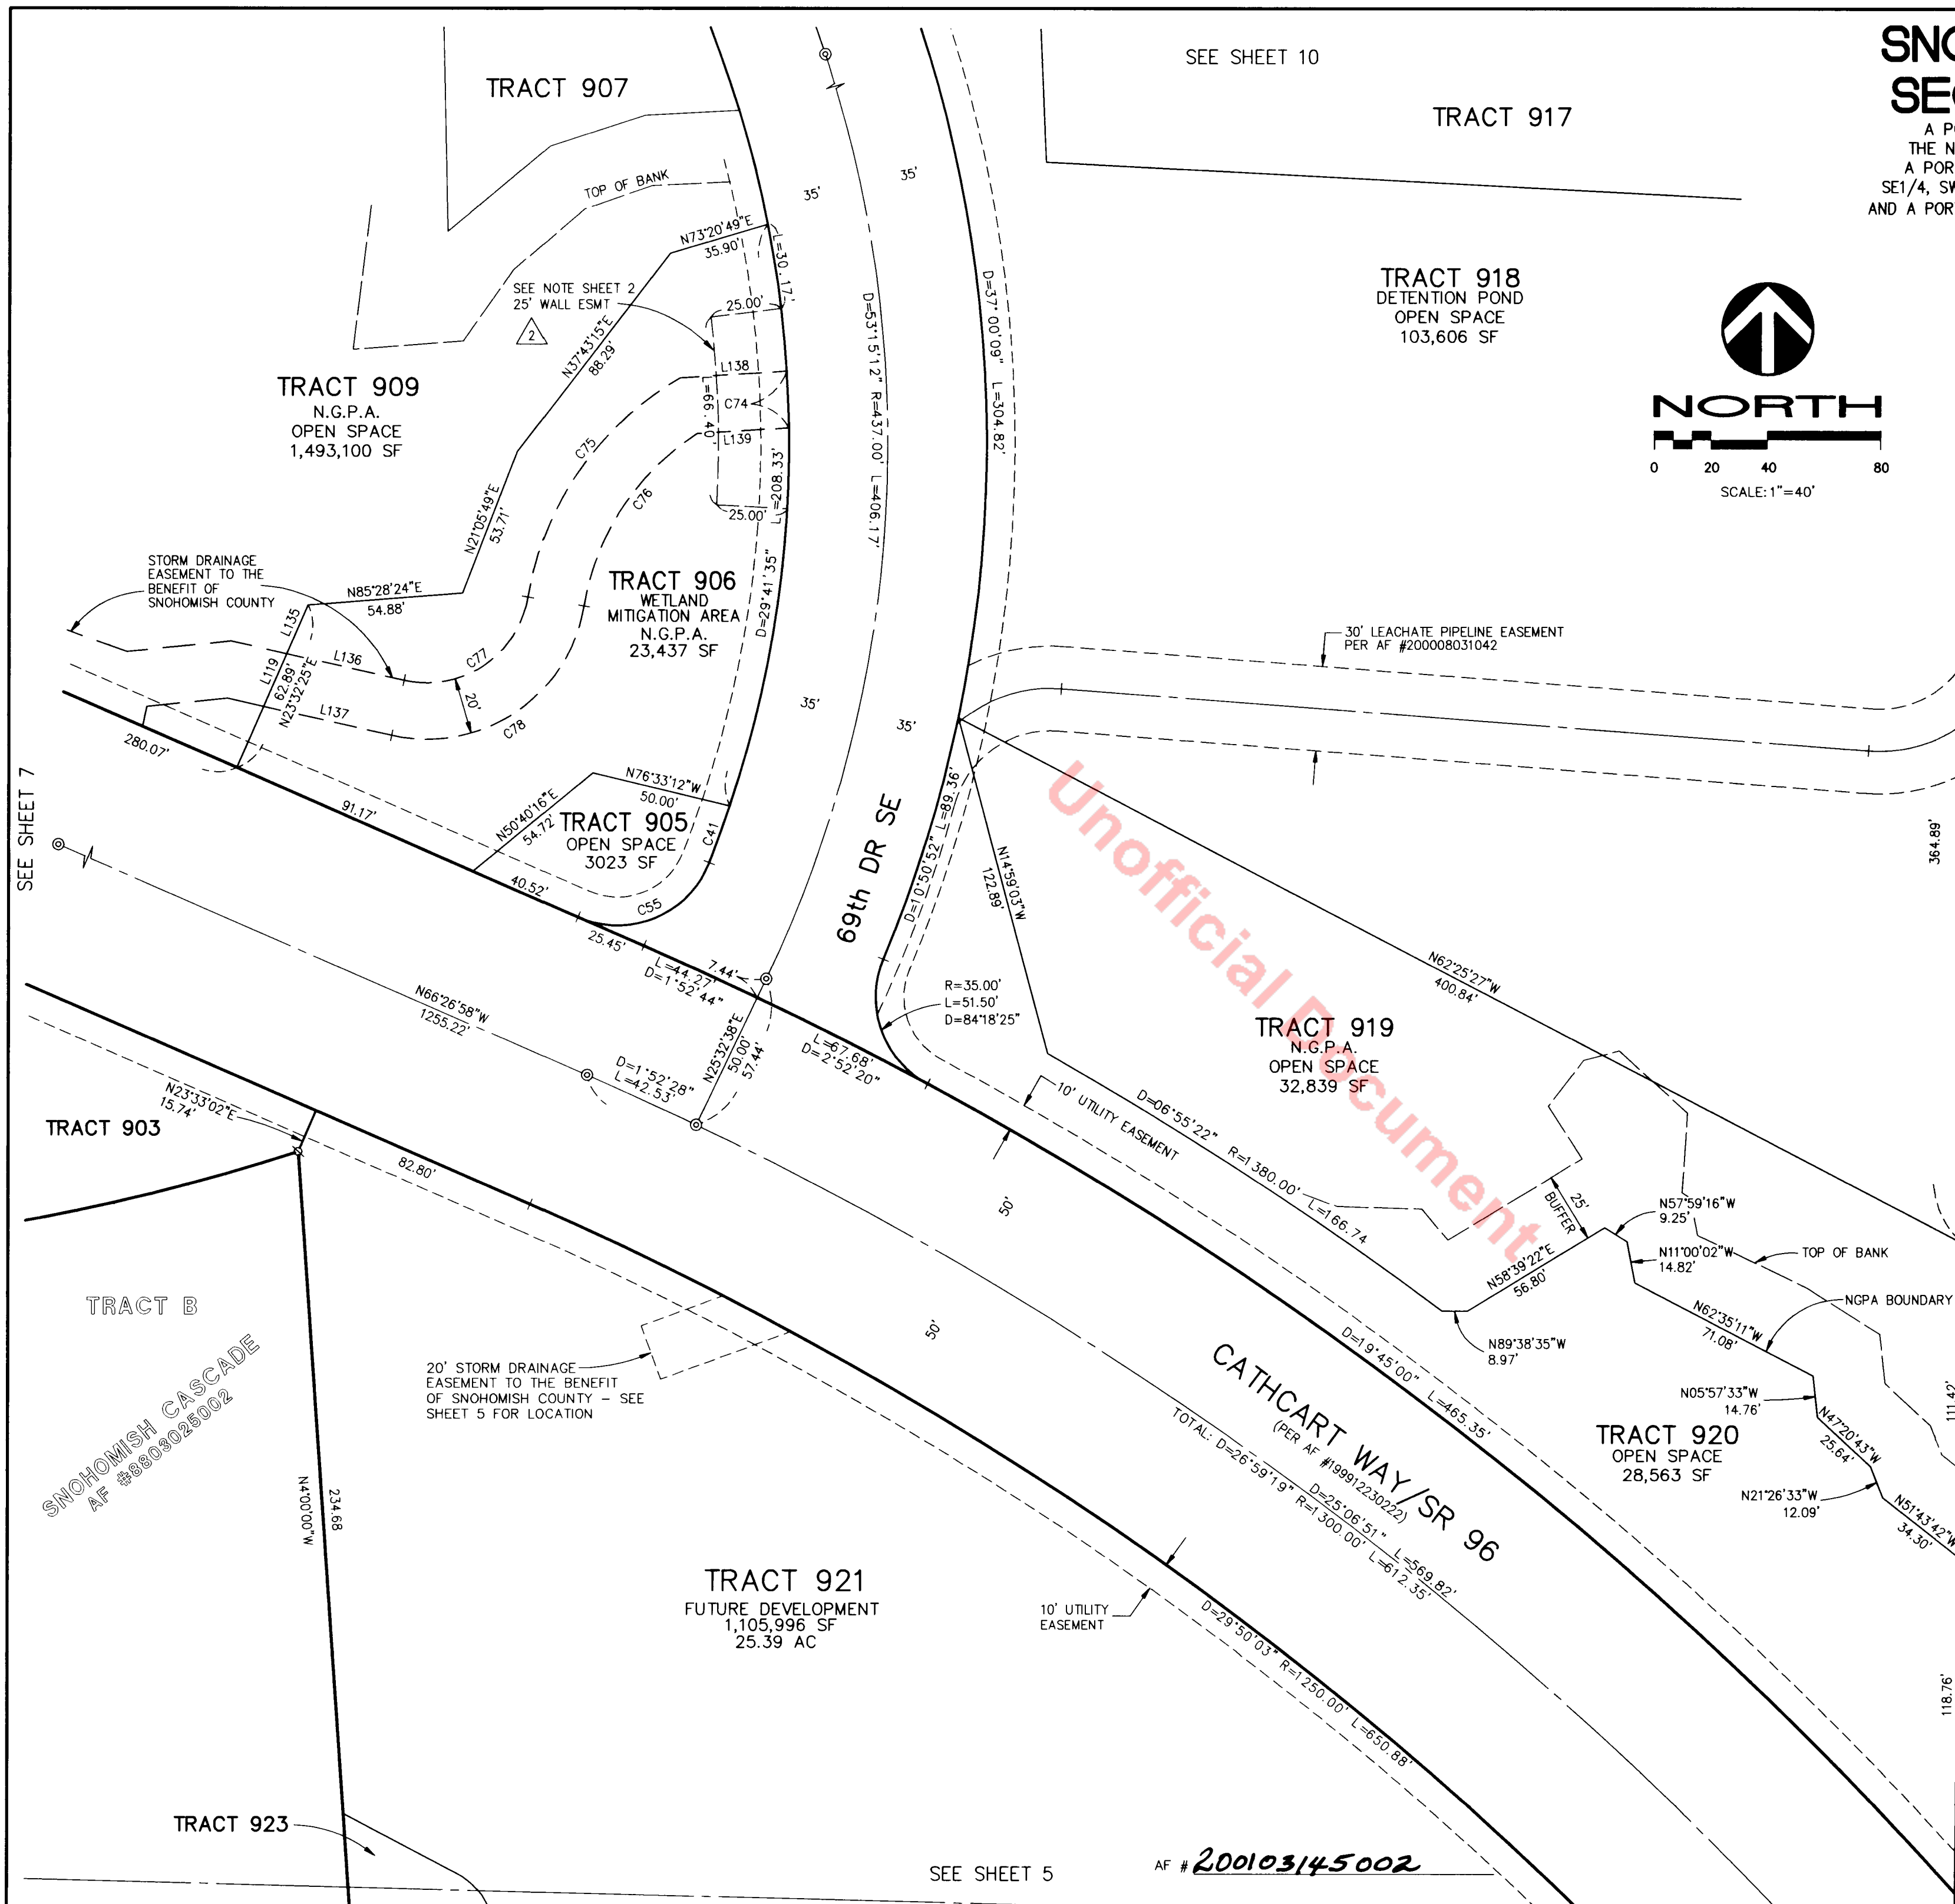 SEE SHEET 10
TRACT 907
TRACT 917
TOP OF BANK
35'
35'
N73°20'49"E
35.90'
L=30.17'
SEE NOTE SHEET 2
25' WALL ESMT
2
25.00'
N37°43'15"E
88.29'
L138
C74
L139
L=66.40'
25.00'
L=208.33'
D=29°41'35"
C75
C76
D=53°15'12" R=437.00' L=406.17'
D=37°00'09" L=304.82'
TRACT 918
DETENTION POND
OPEN SPACE
103,606 SF
NORTH
0 20 40 80
SCALE: 1"=40'
TRACT 909
N.G.P.A.
OPEN SPACE
1,493,100 SF
N21°05'49"E
53.71'
STORM DRAINAGE
EASEMENT TO THE
BENEFIT OF
SNOHOMISH COUNTY
N85°28'24"E
54.88'
L135
L119
62.89'
N23°32'25"E
L136
L137
C77
20'
C78
TRACT 906
WETLAND
MITIGATION AREA
N.G.P.A.
23,437 SF
30' LEACHATE PIPELINE EASEMENT
PER AF #200008031042
35'
35'
280.07'
SEE SHEET 7
91.17'
N76°33'12"W
50.00'
N50°40'16"E
54.72'
TRACT 905
OPEN SPACE
3023 SF
C41
40.52'
C55
25.45'
69th DR SE
D=10°50'52" L=89.36'
N14°59'03"W
122.89'
364.89'
N62°25'27"W
400.84'
7.44'
L=44.27'
D=1°52'44"
R=35.00'
L=51.50'
D=84°18'25"
N66°26'58"W
1255.22'
D=1°52'28"
L=42.53'
N25°32'38"E
50.00'
57.44'
L=67.68'
D=2°52'20"
TRACT 919
N.G.P.A.
OPEN SPACE
32,839 SF
10' UTILITY EASEMENT
D=06°55'22" R=1380.00' L=166.74
Unofficial Document
N23°33'02"E
15.74'
TRACT 903
82.80'
50'
25'
BUFFER
N57°59'16"W
9.25'
N11°00'02"W
14.82'
TOP OF BANK
N58°39'22"E
56.80'
NGPA BOUNDARY
N62°35'11"W
71.08'
N89°38'35"W
8.97'
TRACT B
SNOHOMISH CASCADE
AF #8803025002
20' STORM DRAINAGE
EASEMENT TO THE BENEFIT
OF SNOHOMISH COUNTY – SEE
SHEET 5 FOR LOCATION
50'
D=19°45'00" L=465.35'
N05°57'33"W
14.76'
111.42'
N47°20'43"W
25.64'
TRACT 920
OPEN SPACE
28,563 SF
N21°26'33"W
12.09'
N51°43'42"W
34.30'
CATHCART WAY/SR 96
(PER AF #199912230222)
D=25°06'51" L=569.82'
TOTAL: D=26°59'19" R=1300.00' L=612.35'
N4°00'00"W
234.68
TRACT 921
FUTURE DEVELOPMENT
1,105,996 SF
25.39 AC
10' UTILITY
EASEMENT
D=29°50'03" R=1250.00' L=650.88'
118.76'
TRACT 923
SEE SHEET 5
AF # 200103145002